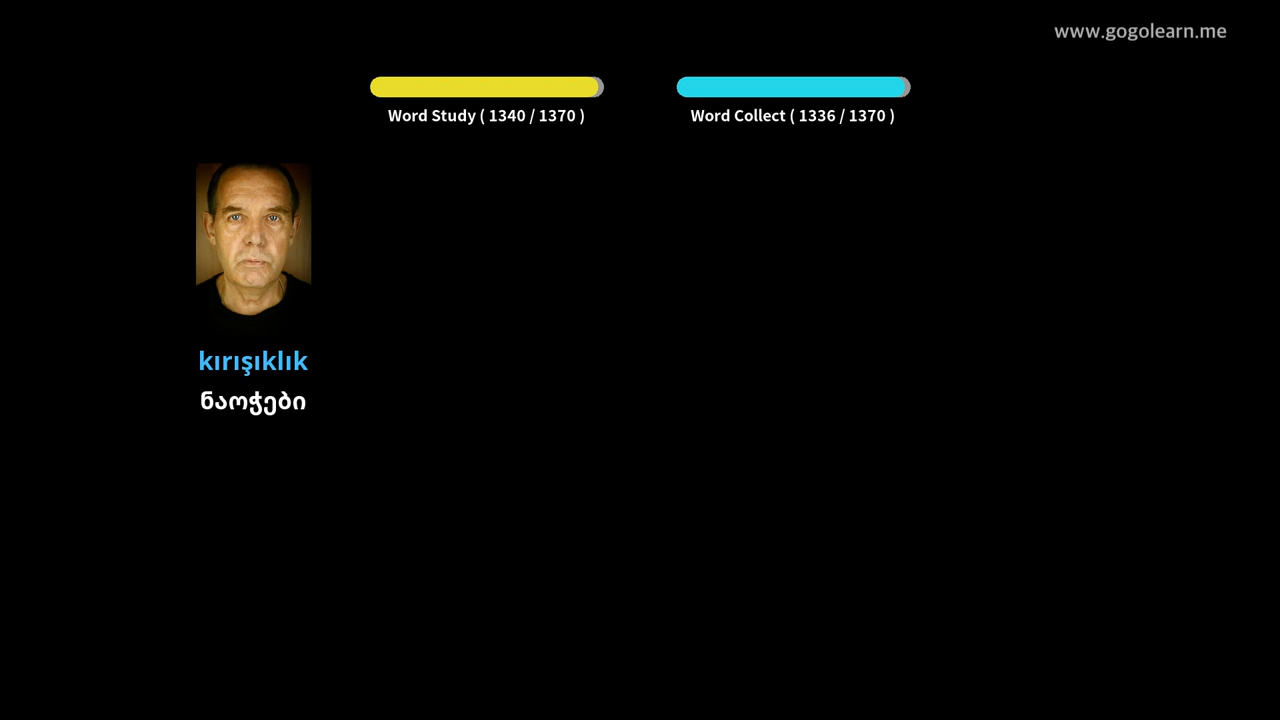 www.gogolearn.me
Word Study ( 1340 / 1370 )
Word Collect ( 1336 / 1370 )
kırışıklık
ნაოჭები